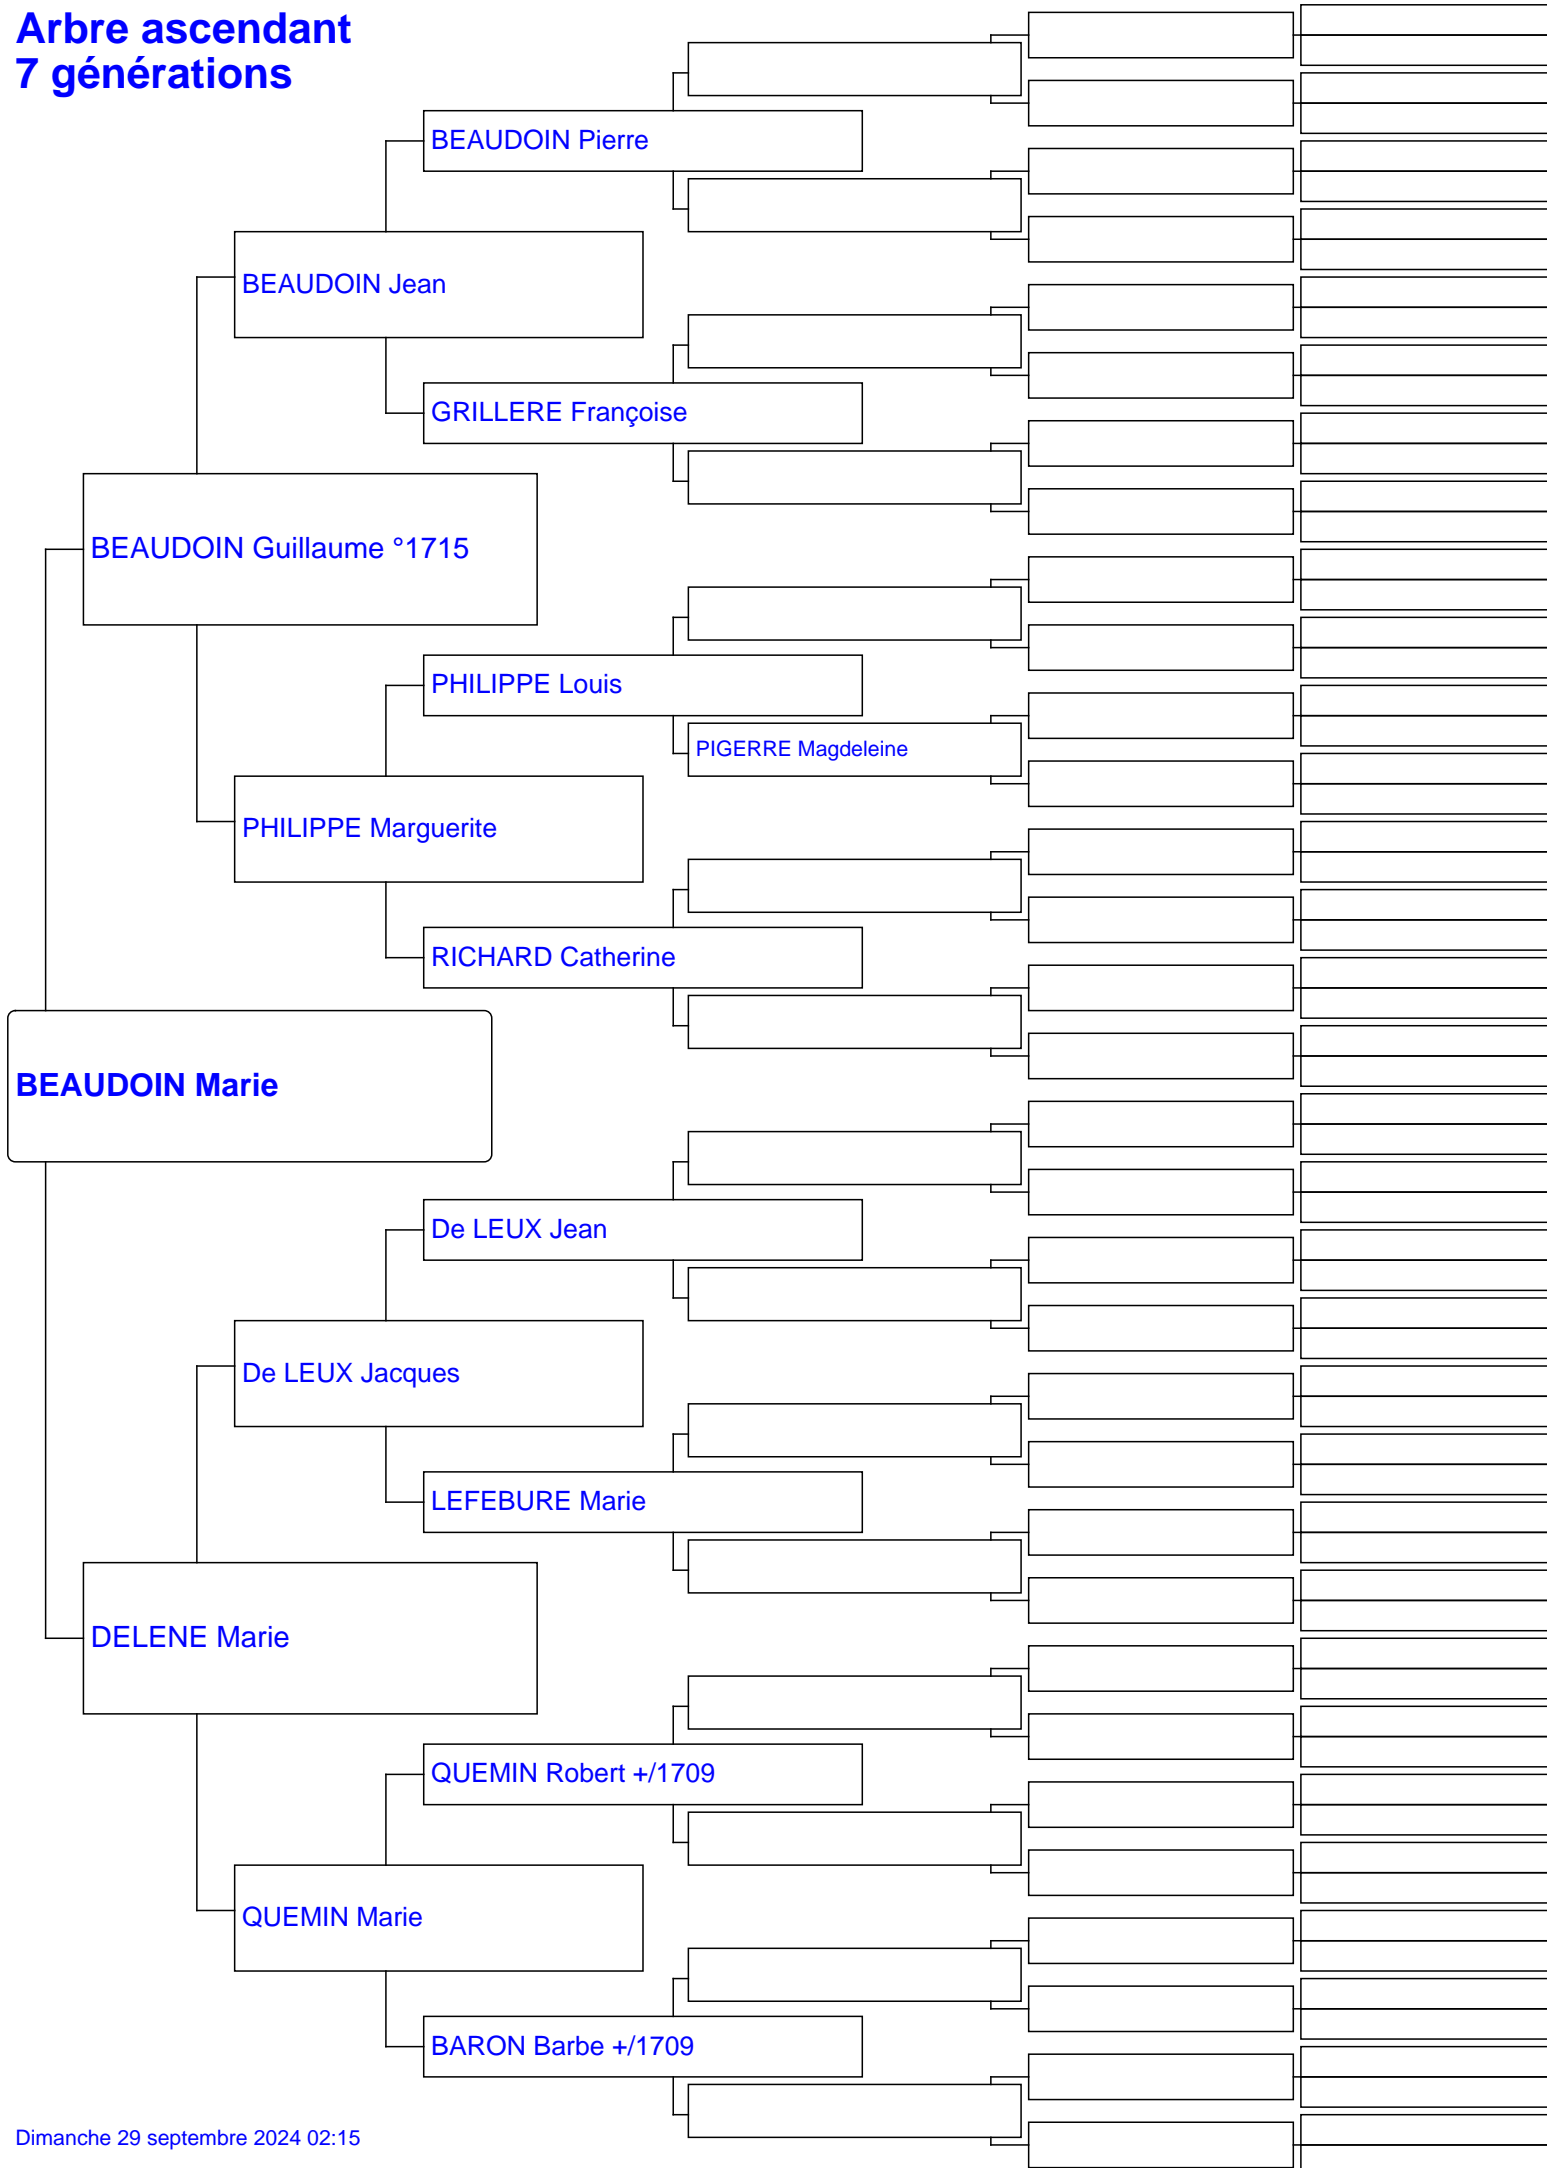 Arbre ascendant
7 générations
BEAUDOIN Pierre
BEAUDOIN Jean
GRILLERE Françoise
BEAUDOIN Guillaume °1715
PHILIPPE Louis
PIGERRE Magdeleine
PHILIPPE Marguerite
RICHARD Catherine
BEAUDOIN Marie
De LEUX Jean
De LEUX Jacques
LEFEBURE Marie
DELENE Marie
QUEMIN Robert +/1709
QUEMIN Marie
BARON Barbe +/1709
Dimanche 29 septembre 2024 02:15